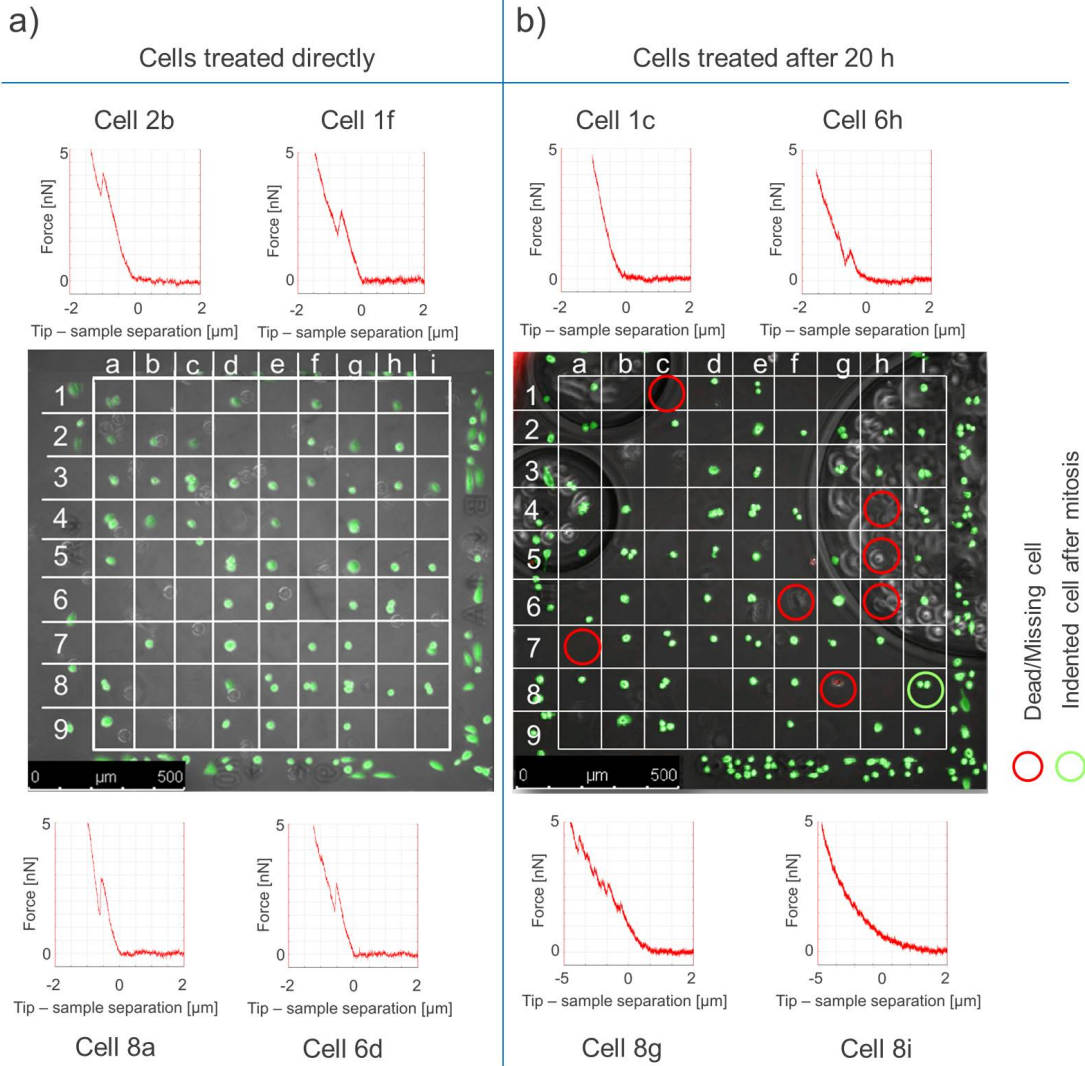 a)
Cells treated directly
b)
Cells treated after 20 h
Cell 2b
Cell 1f
Cell 1c
Cell 6h
5
Force [nN]
0
-2 0 2
Tip – sample separation [µm]
5
Force [nN]
0
-2 0 2
Tip – sample separation [µm]
5
Force [nN]
0
-2 0 2
Tip – sample separation [µm]
5
Force [nN]
0
-2 0 2
Tip – sample separation [µm]
a b c d e f g h i
1
2
3
4
5
6
7
8
9
0 µm 500
a b c d e f g h i
1
2
3
4
5
6
7
8
9
0 µm 500
Dead/Missing cell
Indented cell after mitosis
5
Force [nN]
0
-2 0 2
Tip – sample separation [µm]
Cell 8a
5
Force [nN]
0
-2 0 2
Tip – sample separation [µm]
Cell 6d
5
Force [nN]
0
-5 0 2
Tip – sample separation [µm]
Cell 8g
5
Force [nN]
0
-5 0 2
Tip – sample separation [µm]
Cell 8i